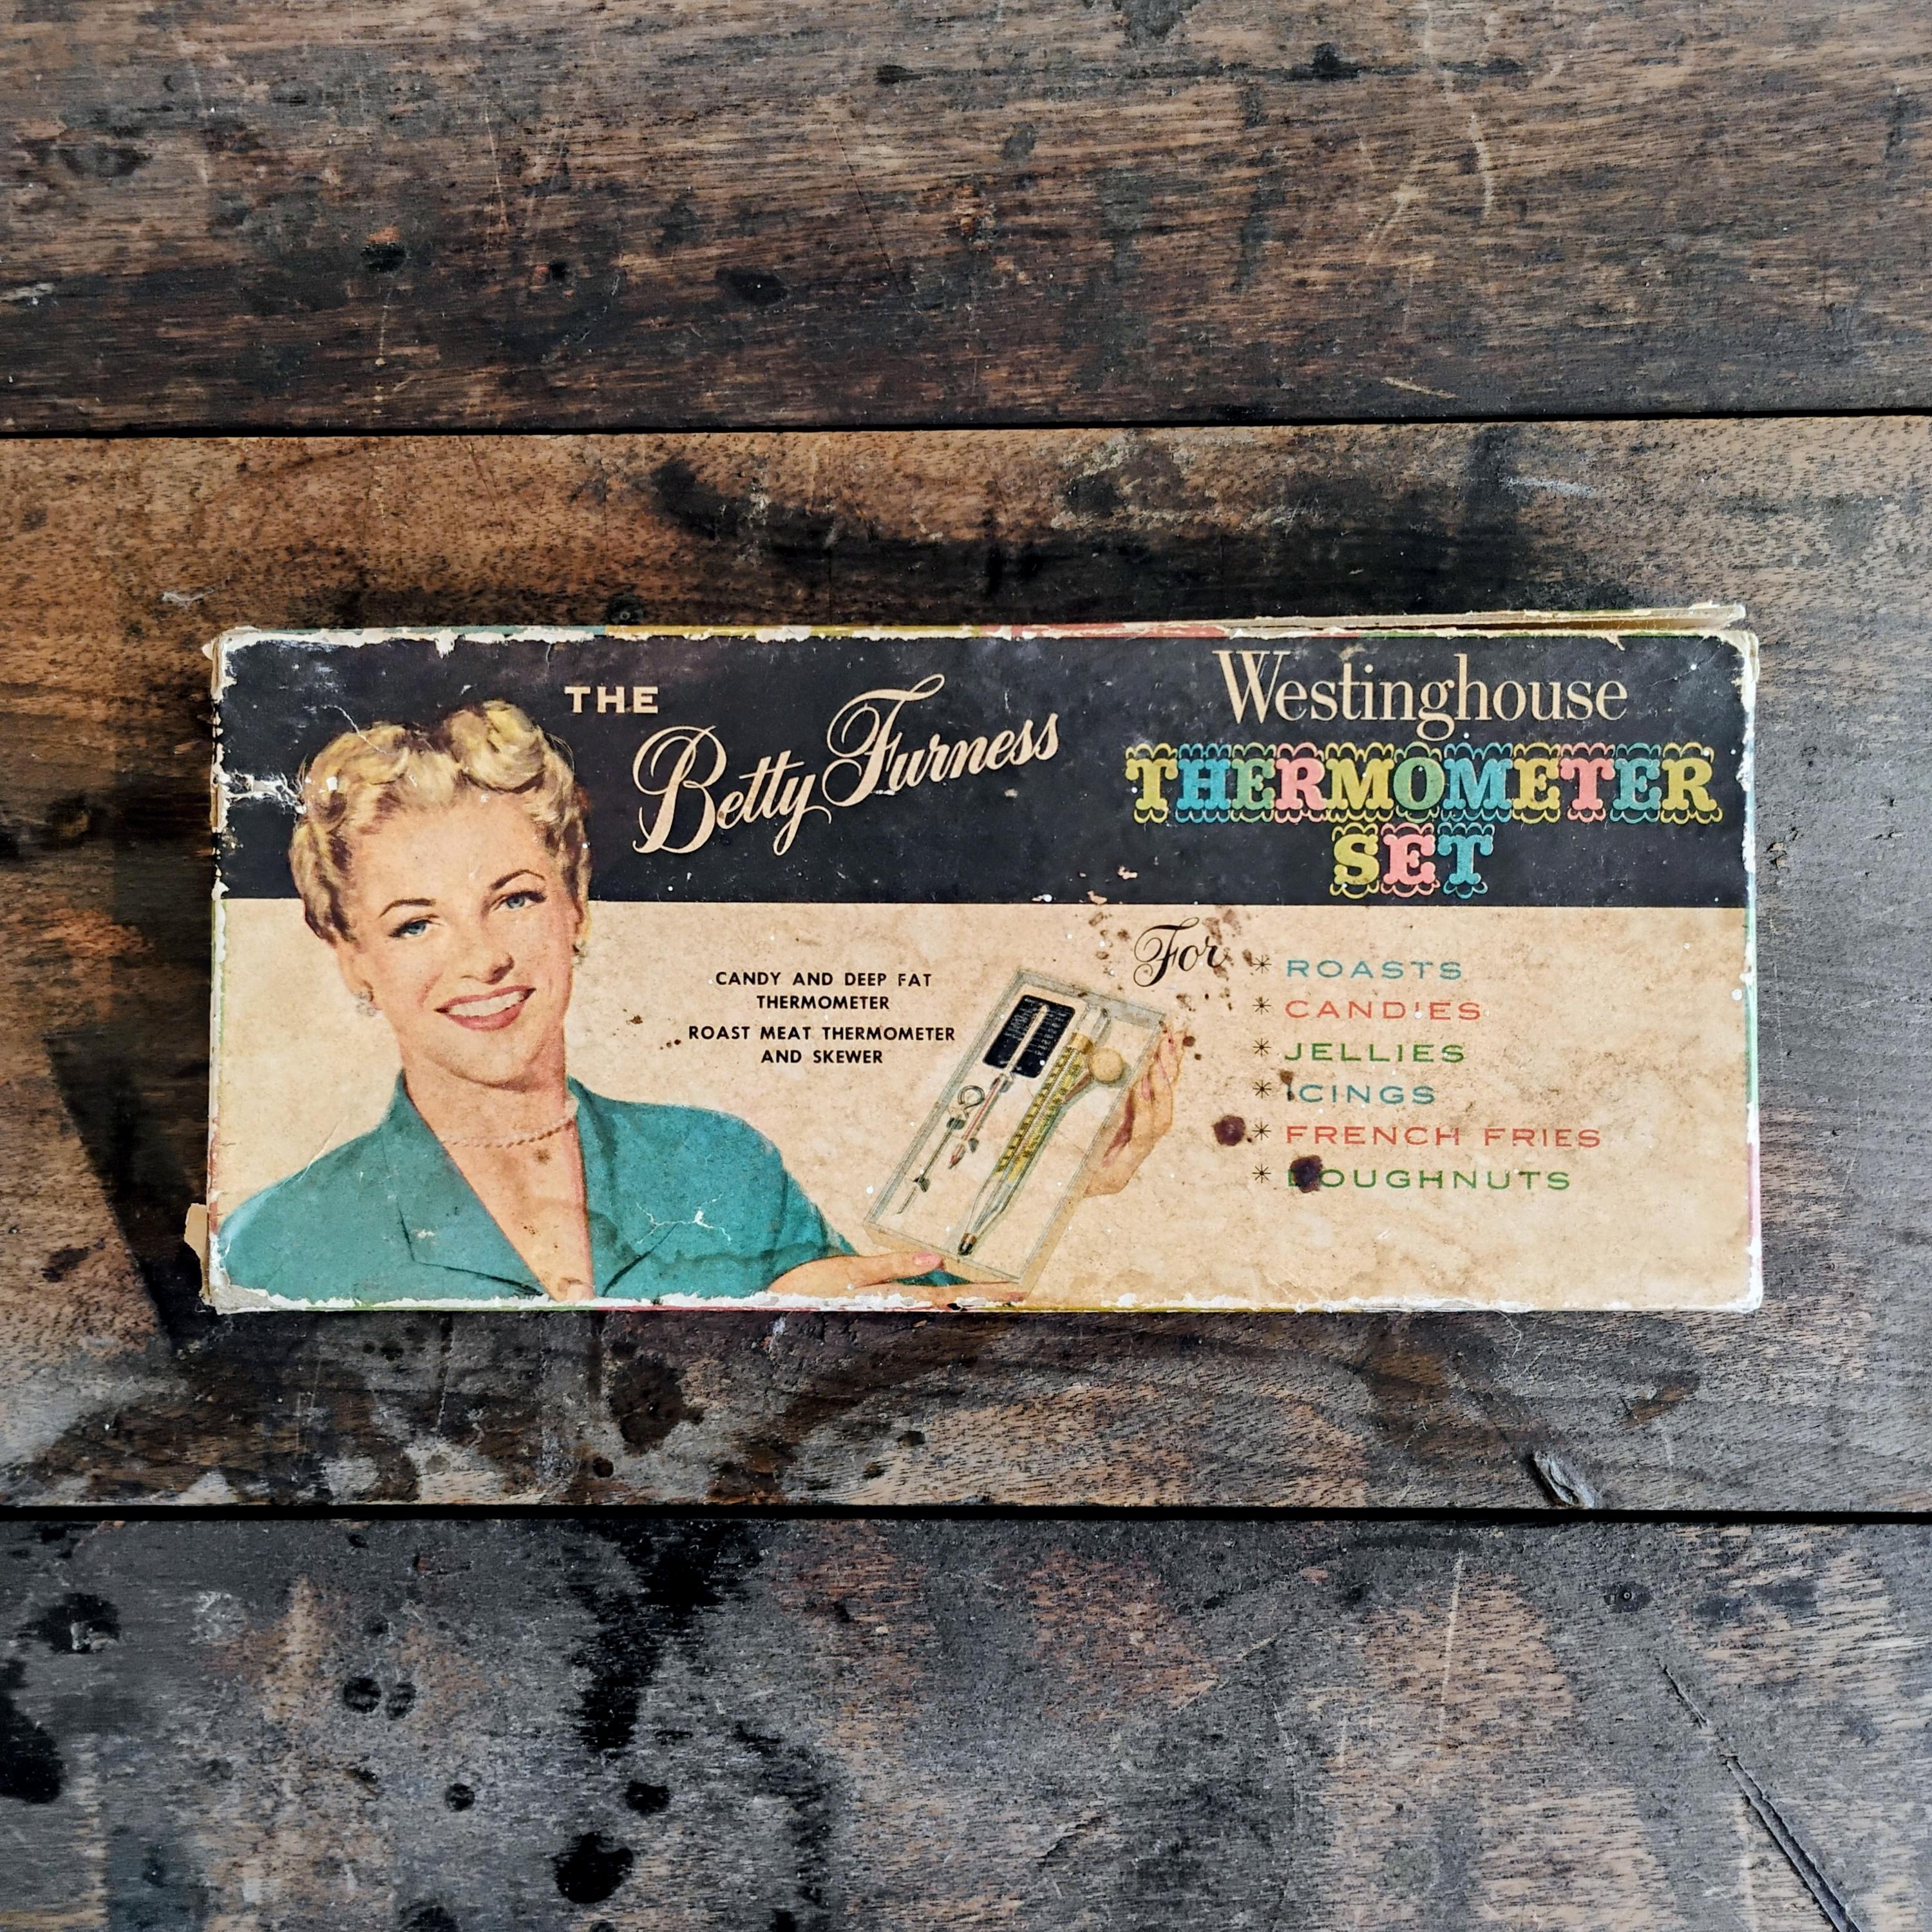 THE
Betty Furness
Westinghouse
THERMOMETER
SET
CANDY AND DEEP FAT
THERMOMETER
ROAST MEAT THERMOMETER
AND SKEWER
For
* ROASTS
* CANDIES
* JELLIES
* ICINGS
* FRENCH FRIES
* DOUGHNUTS